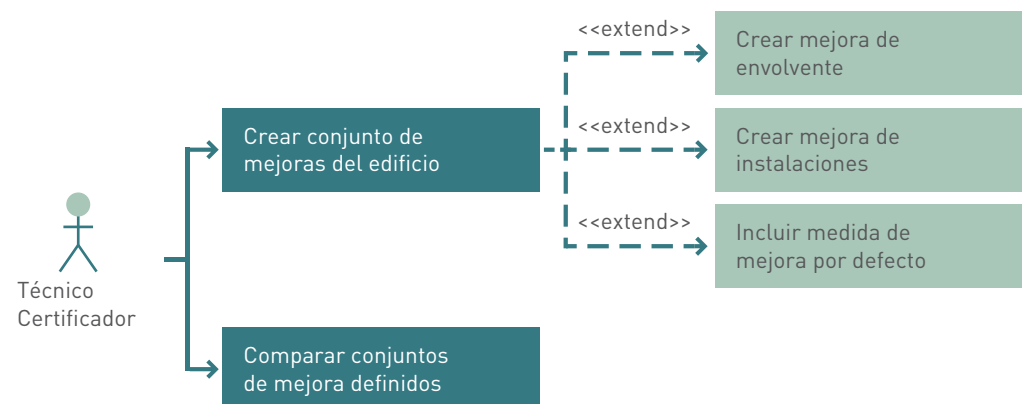 <<extend>>
Crear mejora de
envolvente
Crear conjunto de
mejoras del edificio
<<extend>>
Crear mejora de
instalaciones
<<extend>>
Incluir medida de
mejora por defecto
Técnico
Certificador
Comparar conjuntos
de mejora definidos